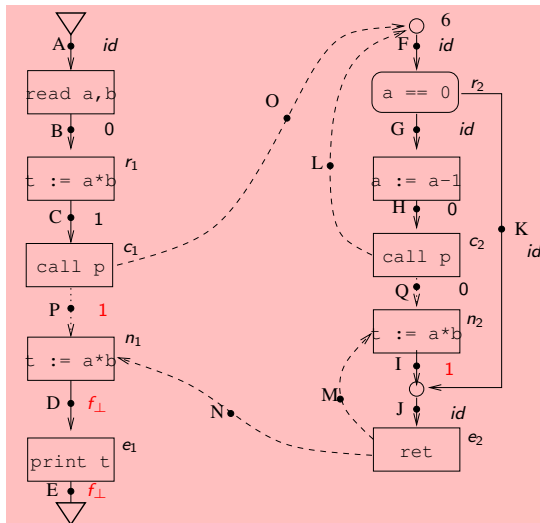 A id
read a,b
B 0
t := a*b r₁
C 1
call p c₁
P 1
t := a*b n₁
D f⊥
print t e₁
E f⊥
O
L
N
M
6
F id
a == 0 r₂
G id
a := a-1
H 0
K
id
call p c₂
Q 0
t := a*b n₂
I 1
J id
ret e₂